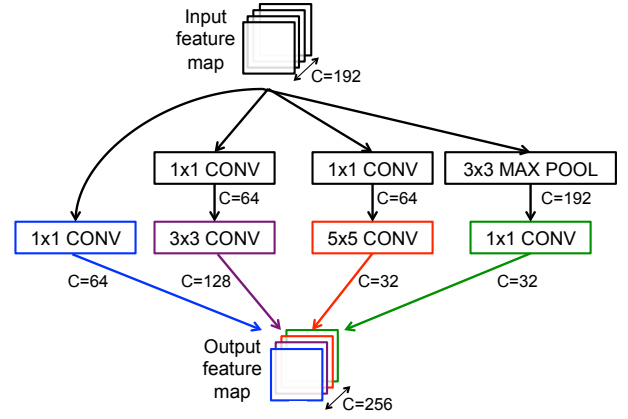 Input
feature
map
C=192
1x1 CONV
1x1 CONV
3x3 MAX POOL
C=64
C=64
C=192
1x1 CONV
3x3 CONV
5x5 CONV
1x1 CONV
C=64
C=128
C=32
C=32
Output
feature
map
C=256